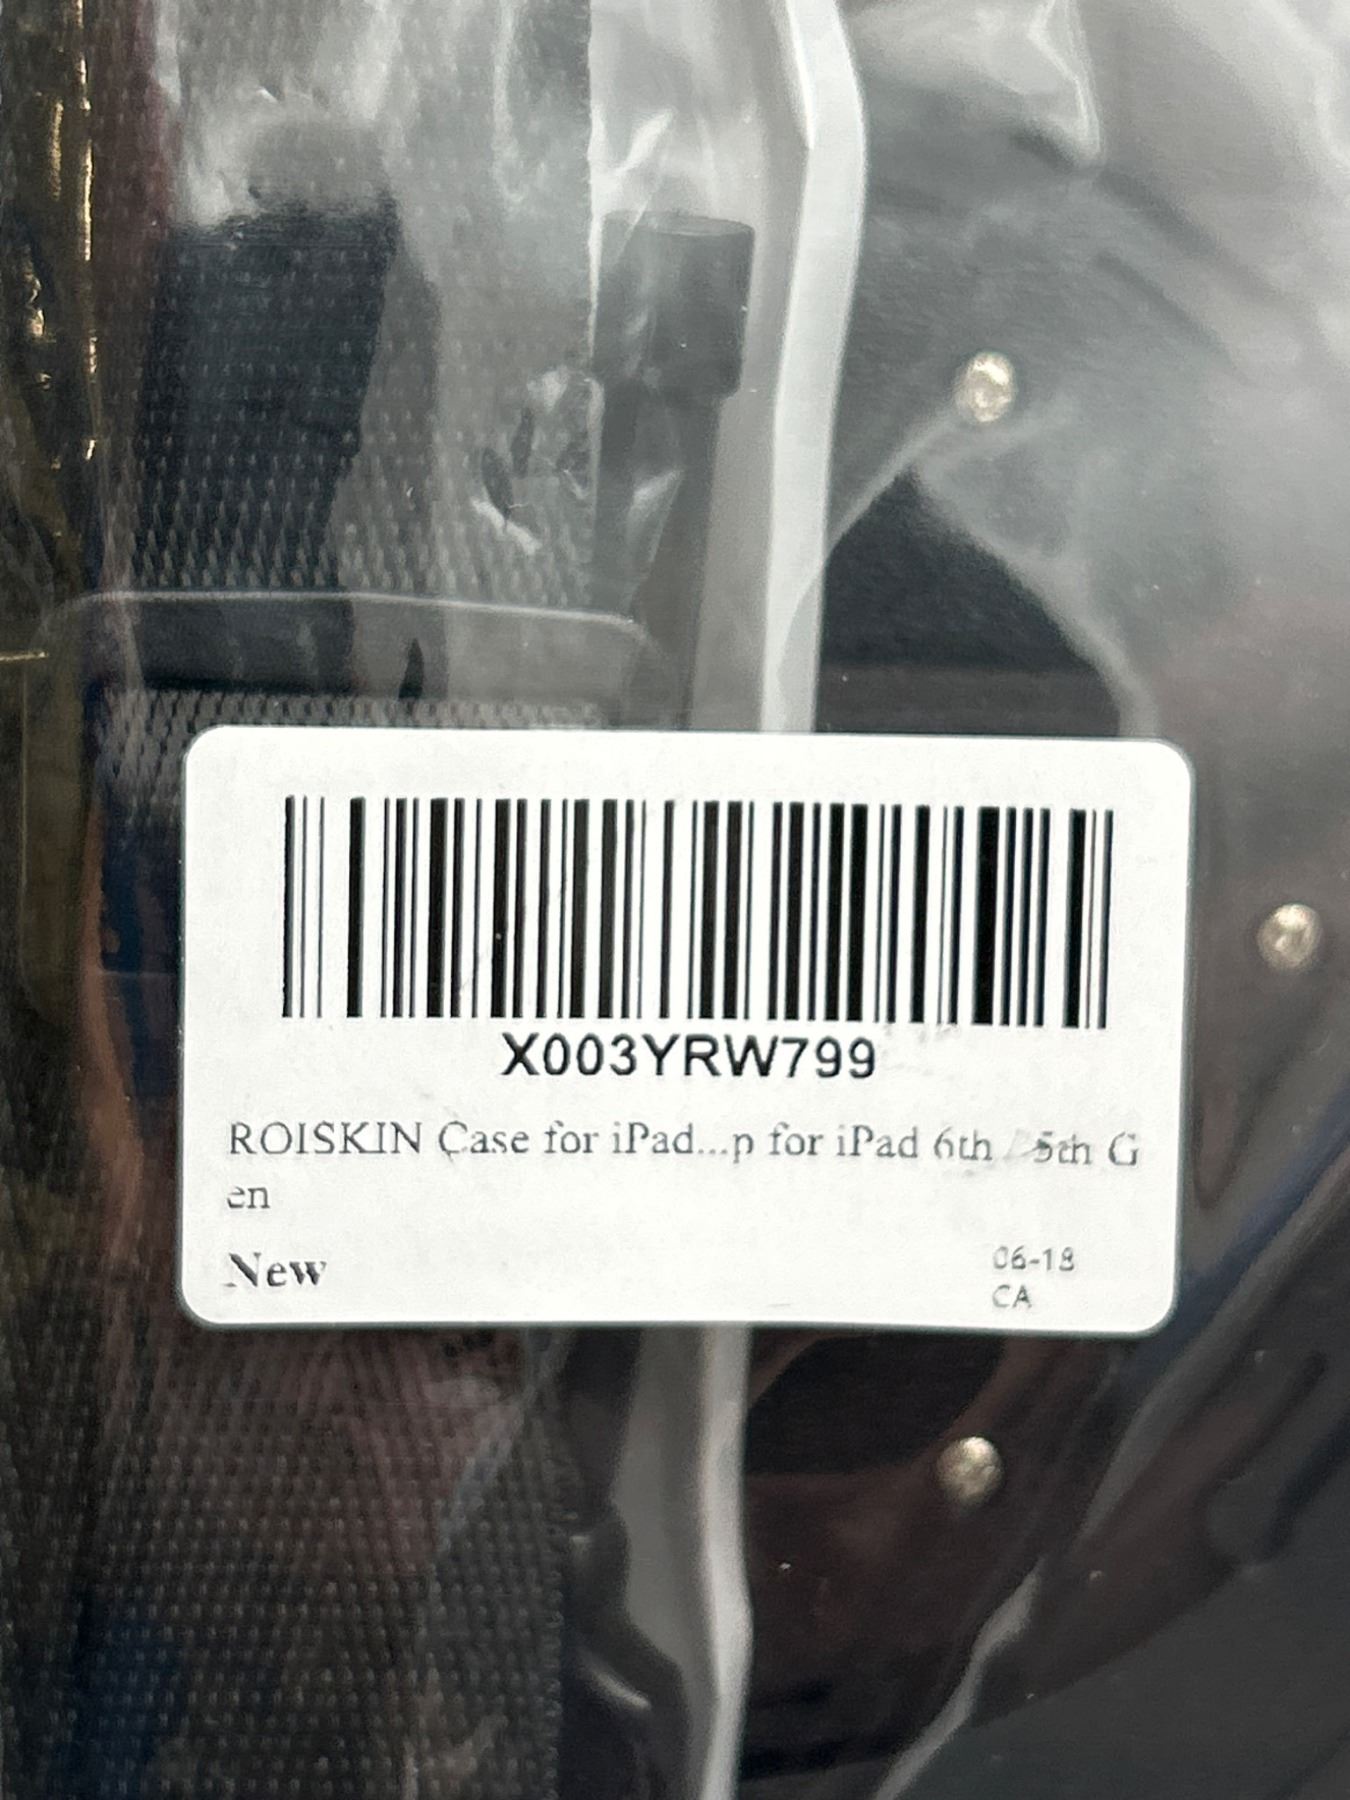 X003YRW799
ROISKIN Case for iPad...p for iPad 6th / 5th G
en
New
06-18
CA